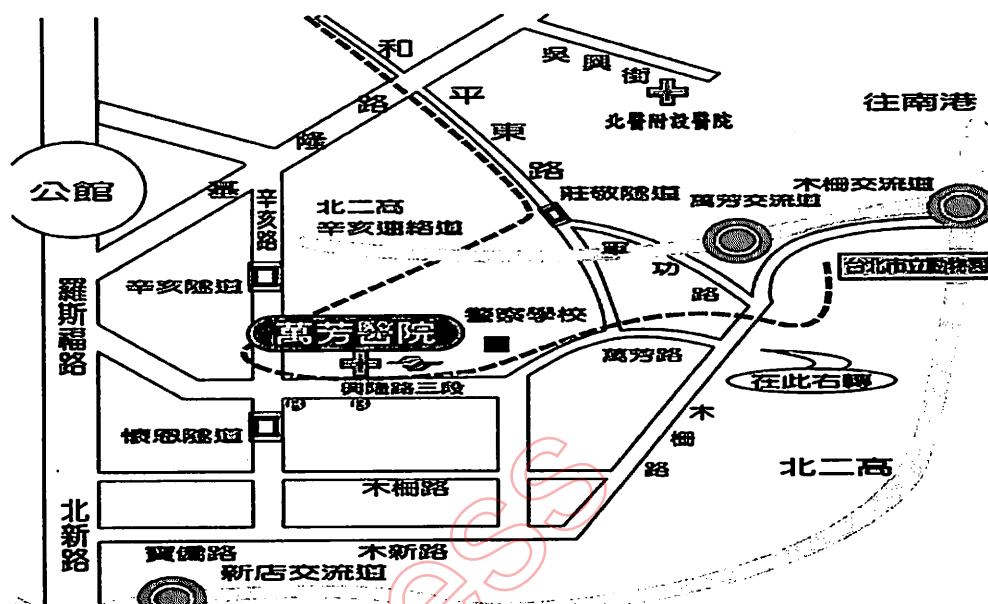 和平東路
吳興街
北醫附設醫院
往南港
基隆路
公館
辛亥路
北二高
辛亥連絡道
莊敬隧道
萬芳交流道
木柵交流道
台北市立動物園
軍功路
羅斯福路
辛亥隧道
萬芳醫院
警察學校
萬芳路
在此右轉
興隆路三段
懷恩隧道
木柵路
木柵路
北二高
北新路
寶僑路
木新路
新店交流道
ess